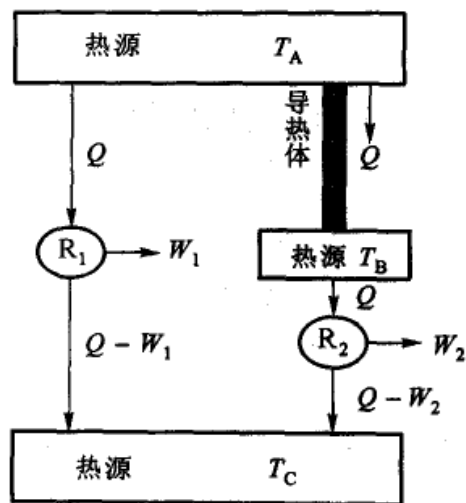 热源 T_A
导热体
Q
Q
R_1
W_1
热源 T_B
Q
R_2
W_2
Q - W_1
Q - W_2
热源 T_C